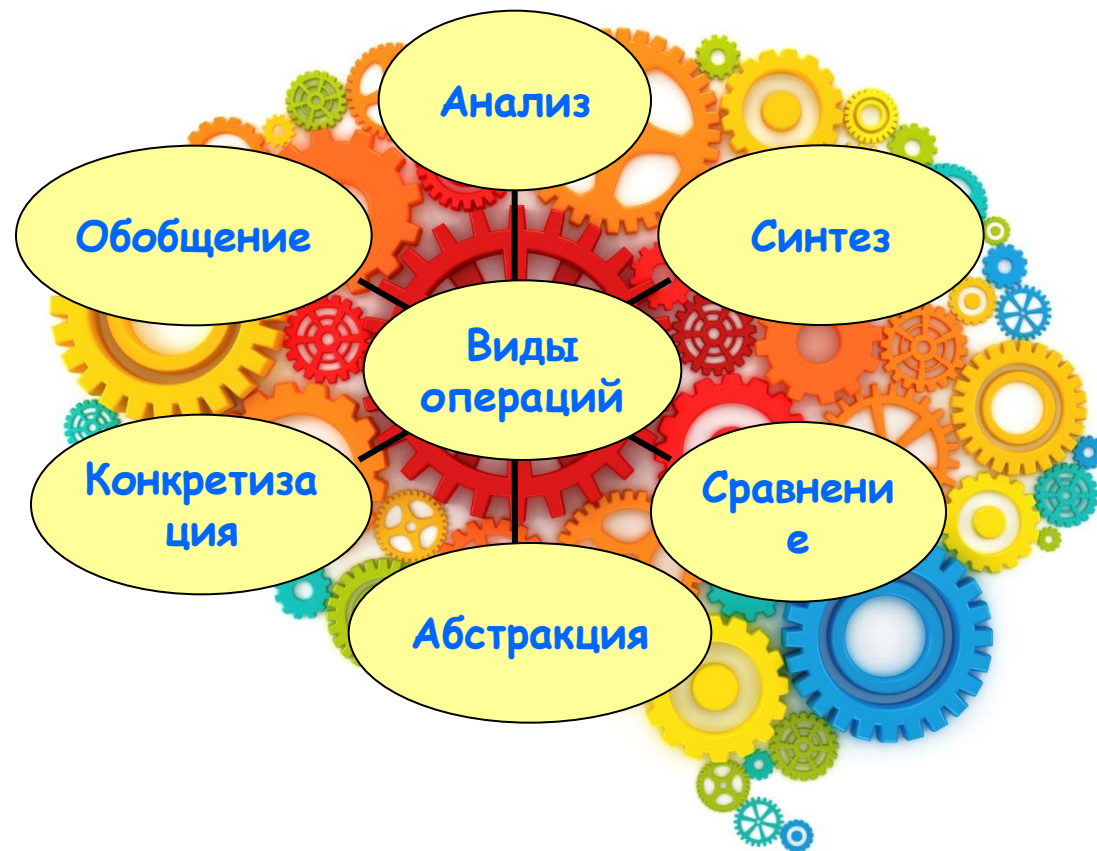 Анализ
Обобщение
Синтез
Виды
операций
Конкретиза
ция
Сравнени
е
Абстракция